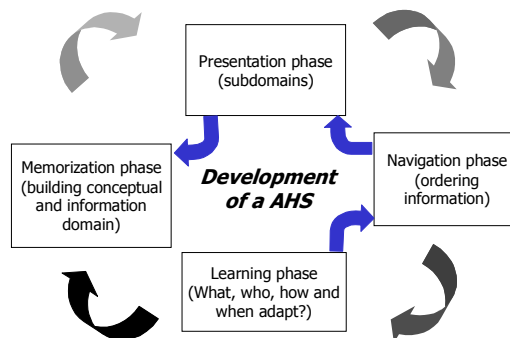 Presentation phase
(subdomains)
Memorization phase
(building conceptual
and information
domain)
Development
of a AHS
Navigation phase
(ordering
information)
Learning phase
(What, who, how and
when adapt?)